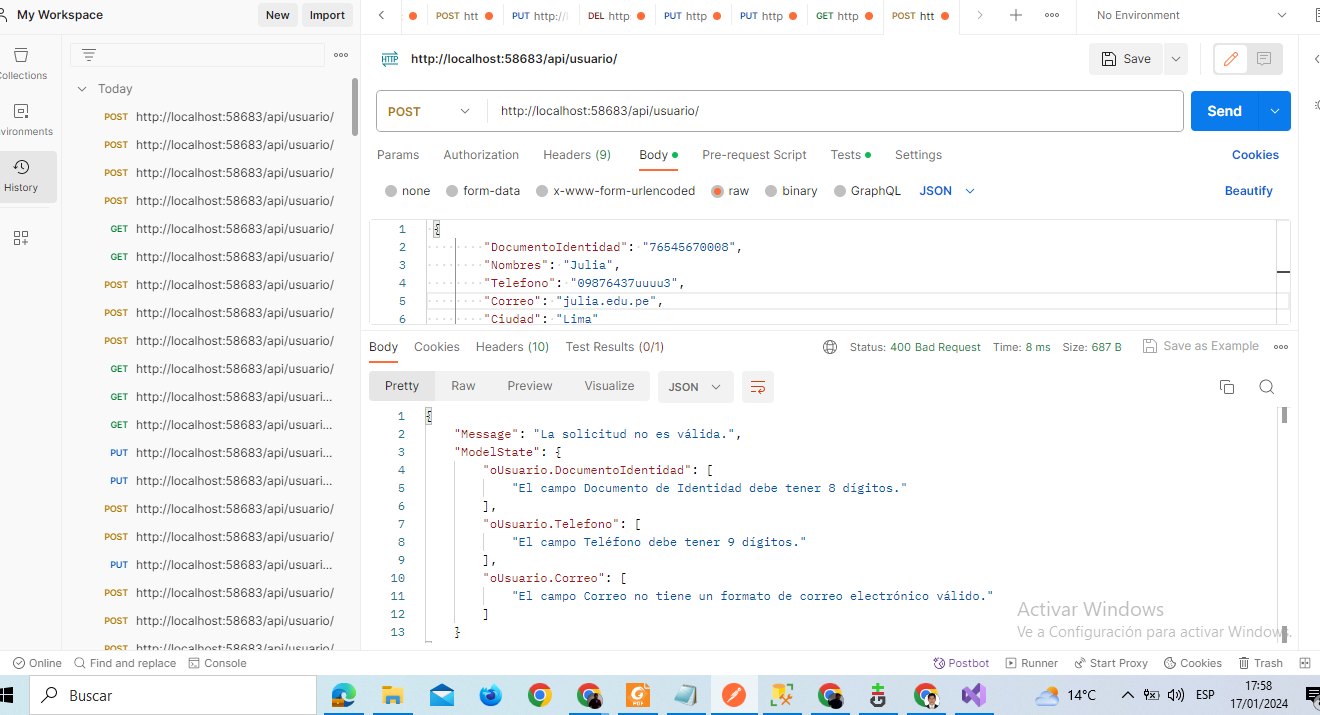 My Workspace
New
Import
POST htt
PUT http://l
DEL http
PUT http
PUT http
GET http
POST htt
No Environment
Collections
Today
http://localhost:58683/api/usuario/
Save
POST http://localhost:58683/api/usuario/
POST http://localhost:58683/api/usuario/
POST http://localhost:58683/api/usuario/
POST http://localhost:58683/api/usuario/
GET http://localhost:58683/api/usuario/
GET http://localhost:58683/api/usuario/
POST http://localhost:58683/api/usuario/
POST http://localhost:58683/api/usuario/
POST http://localhost:58683/api/usuario/
GET http://localhost:58683/api/usuario/
GET http://localhost:58683/api/usuari...
GET http://localhost:58683/api/usuari...
PUT http://localhost:58683/api/usuari...
PUT http://localhost:58683/api/usuari...
POST http://localhost:58683/api/usuario/
POST http://localhost:58683/api/usuario/
PUT http://localhost:58683/api/usuari...
POST http://localhost:58683/api/usuario/
POST http://localhost:58683/api/usuario/
POST http://localhost:58683/api/usuario/
vironments
History
POST
http://localhost:58683/api/usuario/
Send
Params
Authorization
Headers (9)
Body
Pre-request Script
Tests
Settings
Cookies
none
form-data
x-www-form-urlencoded
raw
binary
GraphQL
JSON
Beautify
1 {
2 "DocumentoIdentidad": "76545670008",
3 "Nombres": "Julia",
4 "Telefono": "09876437uuuu3",
5 "Correo": "julia.edu.pe",
6 "Ciudad": "Lima"
Body
Cookies
Headers (10)
Test Results (0/1)
Status: 400 Bad Request
Time: 8 ms
Size: 687 B
Save as Example
Pretty
Raw
Preview
Visualize
JSON
1 {
2 "Message": "La solicitud no es válida.",
3 "ModelState": {
4 "oUsuario.DocumentoIdentidad": [
5 "El campo Documento de Identidad debe tener 8 dígitos."
6 ],
7 "oUsuario.Telefono": [
8 "El campo Teléfono debe tener 9 dígitos."
9 ],
10 "oUsuario.Correo": [
11 "El campo Correo no tiene un formato de correo electrónico válido."
12 ]
13 }
Activar Windows
Ve a Configuración para activar Windows.
Online
Find and replace
Console
Postbot
Runner
Start Proxy
Cookies
Trash
Buscar
14°C
ESP
17:58
17/01/2024